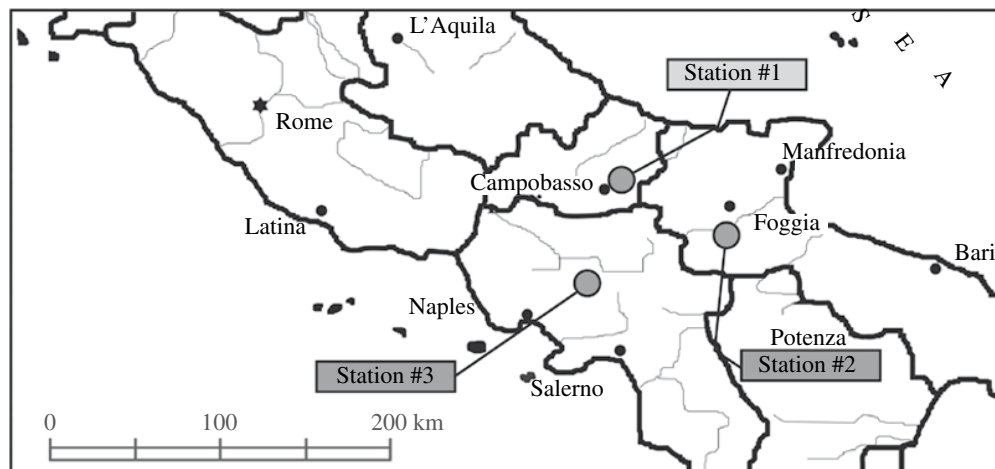 L'Aquila
S E A
Station #1
Rome
Manfredonia
Campobasso
Latina
Foggia
Bari
Naples
Potenza
Station #2
Station #3
Salerno
0 100 200 km